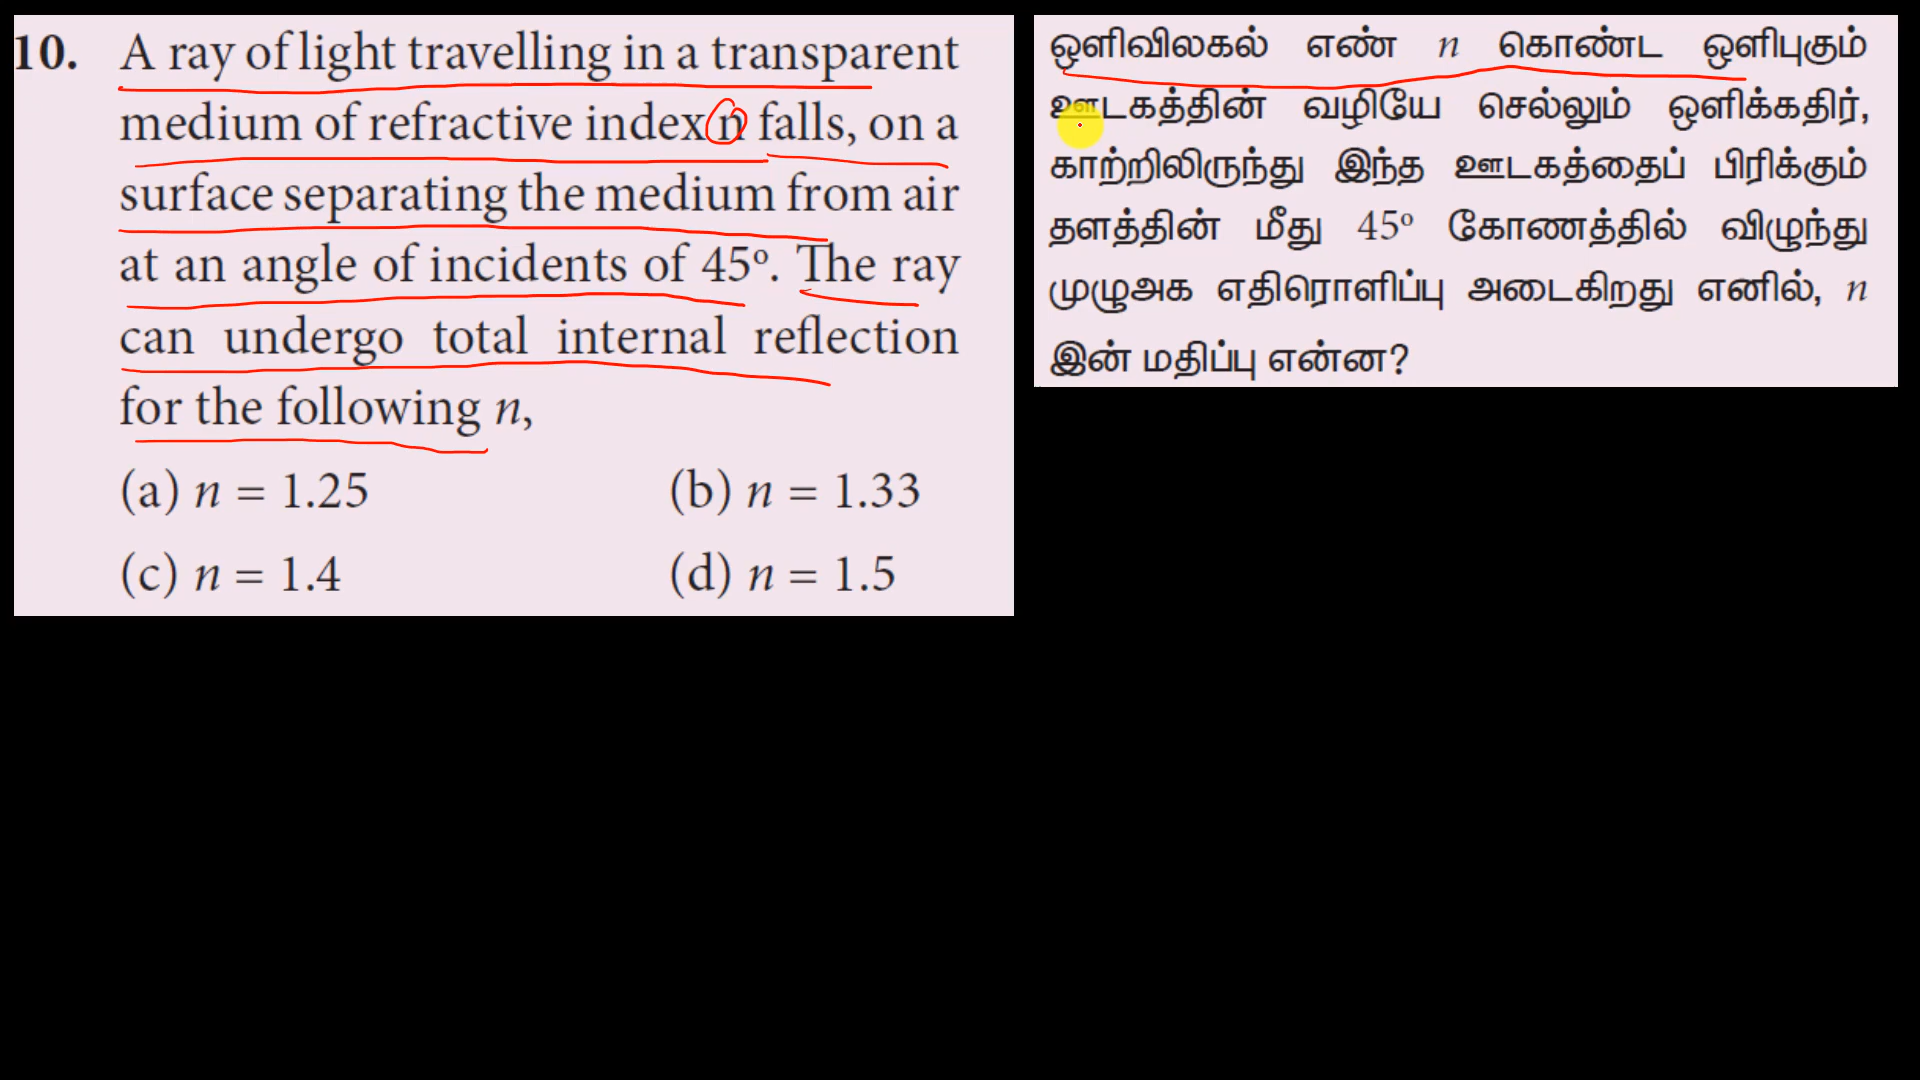 10. A ray of light travelling in a transparent
medium of refractive index n falls, on a
surface separating the medium from air
at an angle of incidents of 45º. The ray
can undergo total internal reflection
for the following n,
(a) n = 1.25 (b) n = 1.33
(c) n = 1.4 (d) n = 1.5
ஒளிவிலகல் எண் n கொண்ட ஒளிபுகும்
ஊடகத்தின் வழியே செல்லும் ஒளிக்கதிர்,
காற்றிலிருந்து இந்த ஊடகத்தைப் பிரிக்கும்
தளத்தின் மீது 45º கோணத்தில் விழுந்து
முழுஅக எதிரொளிப்பு அடைகிறது எனில், n
இன் மதிப்பு என்ன?